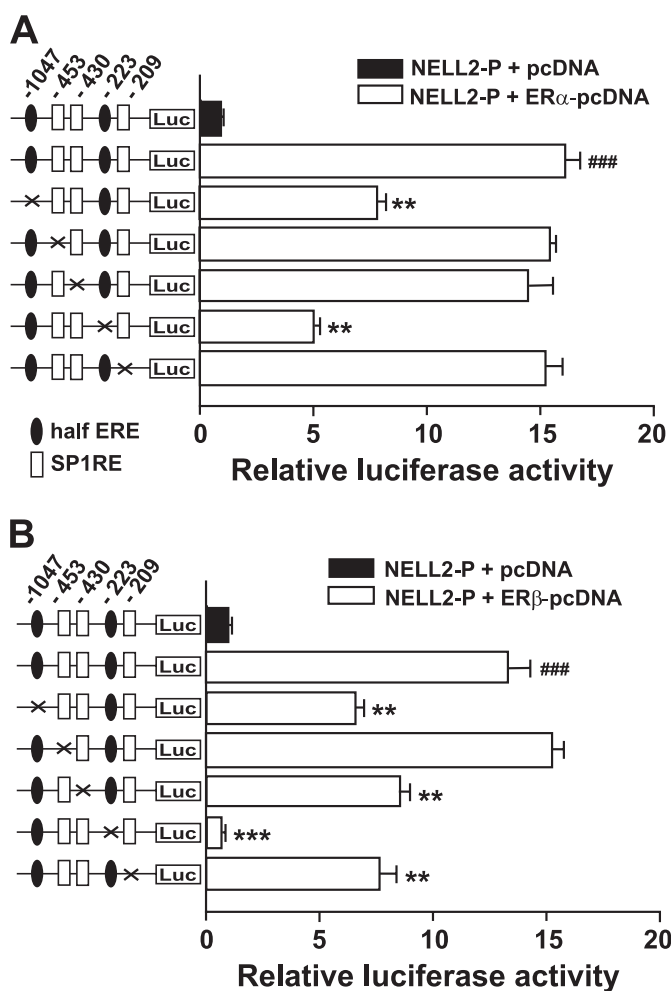 A
-1047
-453
-430
-223
-209
NELL2-P + pcDNA
NELL2-P + ERα-pcDNA
Luc
Luc
###
Luc
**
Luc
Luc
Luc
**
Luc
half ERE
SP1RE
0 5 10 15 20
Relative luciferase activity
B
-1047
-453
-430
-223
-209
NELL2-P + pcDNA
NELL2-P + ERβ-pcDNA
Luc
Luc
###
Luc
**
Luc
Luc
**
Luc
***
Luc
**
0 5 10 15 20
Relative luciferase activity